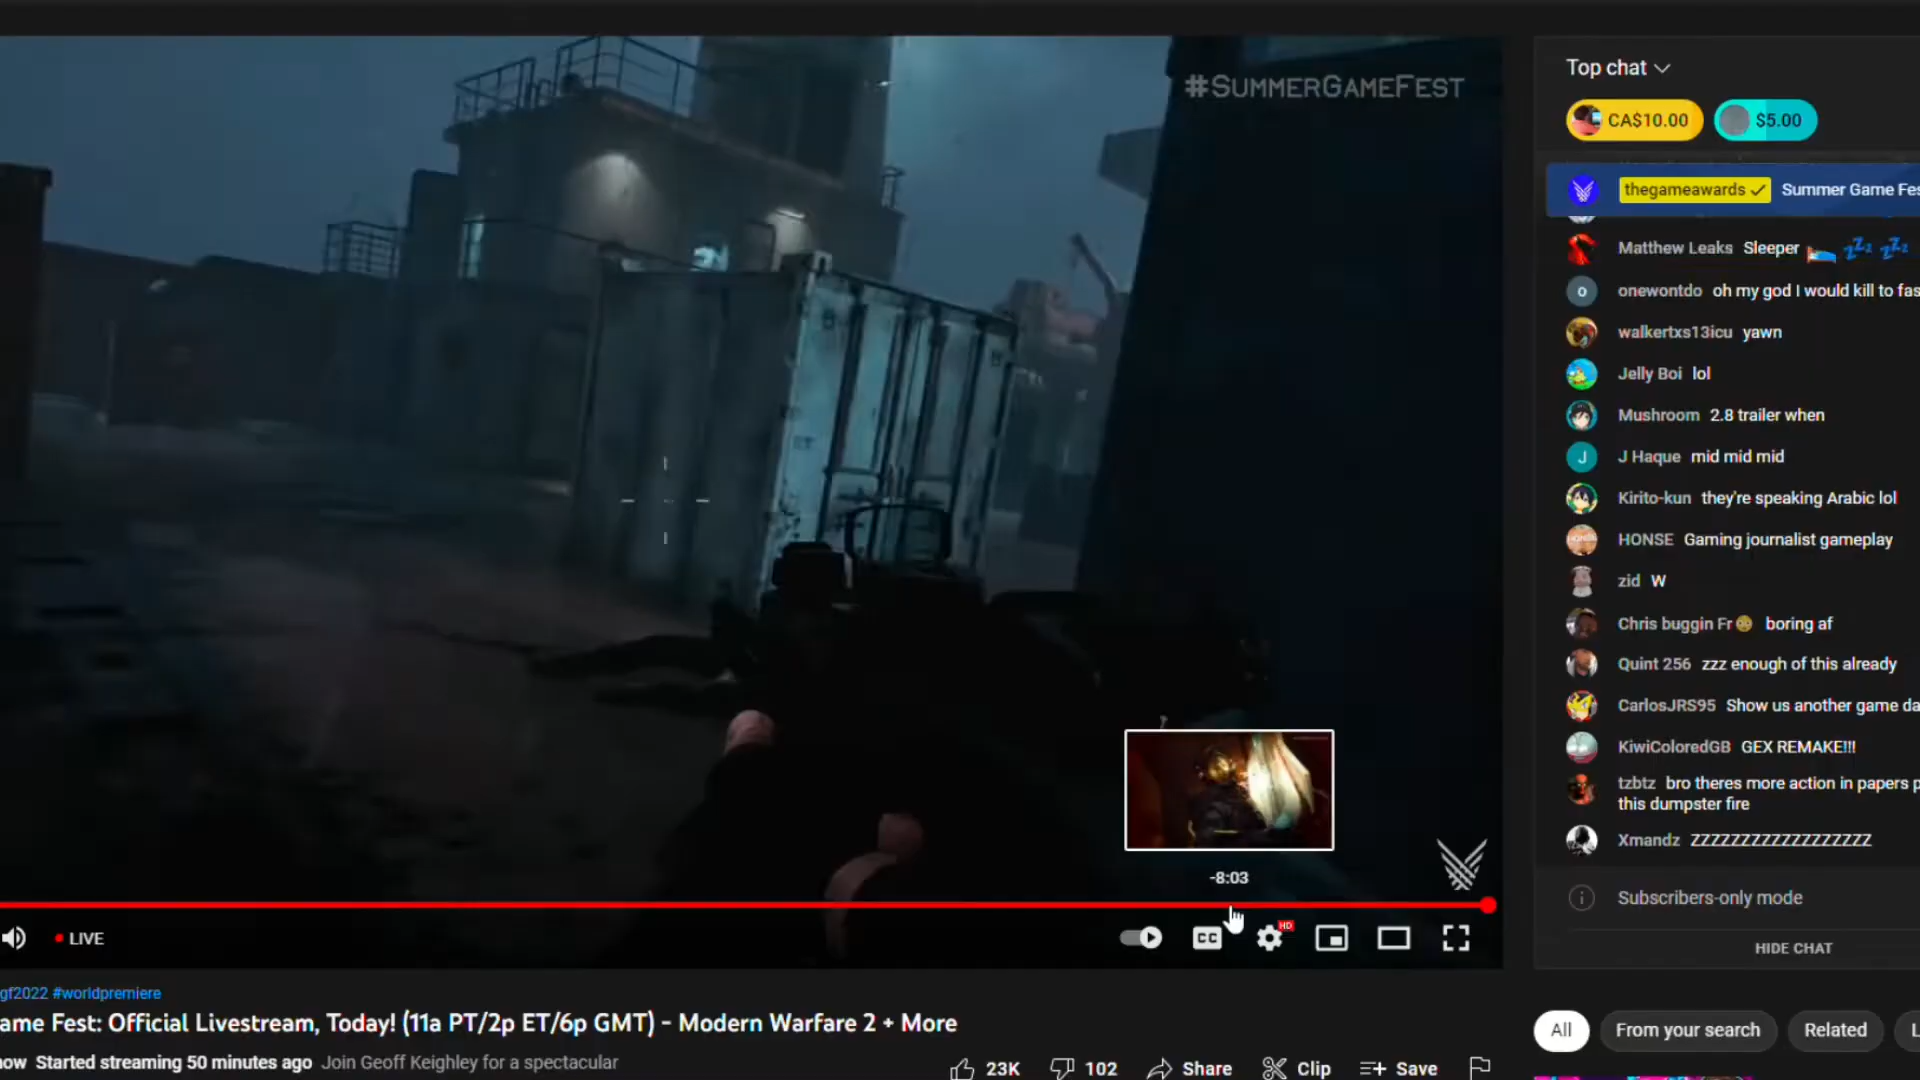 #SUMMERGAMEFEST
-8:03
LIVE
CC
HD
gf2022 #worldpremiere
ame Fest: Official Livestream, Today! (11a PT/2p ET/6p GMT) - Modern Warfare 2 + More
now Started streaming 50 minutes ago Join Geoff Keighley for a spectacular
23K
102
Share
Clip
Save
Top chat
CA$10.00
$5.00
thegameawards Summer Game Fes
Matthew Leaks Sleeper
onewontdo oh my god I would kill to fas
walkertxs13icu yawn
Jelly Boi lol
Mushroom 2.8 trailer when
J Haque mid mid mid
Kirito-kun they're speaking Arabic lol
HONSE Gaming journalist gameplay
zid W
Chris buggin Fr boring af
Quint 256 zzz enough of this already
CarlosJRS95 Show us another game da
KiwiColoredGB GEX REMAKE!!!
tzbtz bro theres more action in papers p
this dumpster fire
Xmandz ZZZZZZZZZZZZZZZZZZ
Subscribers-only mode
HIDE CHAT
All
From your search
Related
L